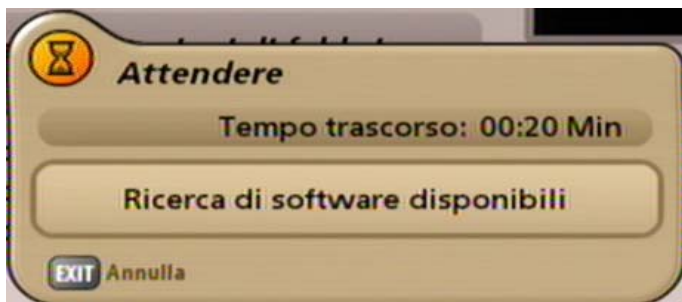 Attendere
Tempo trascorso: 00:20 Min
Ricerca di software disponibili
EXIT Annulla